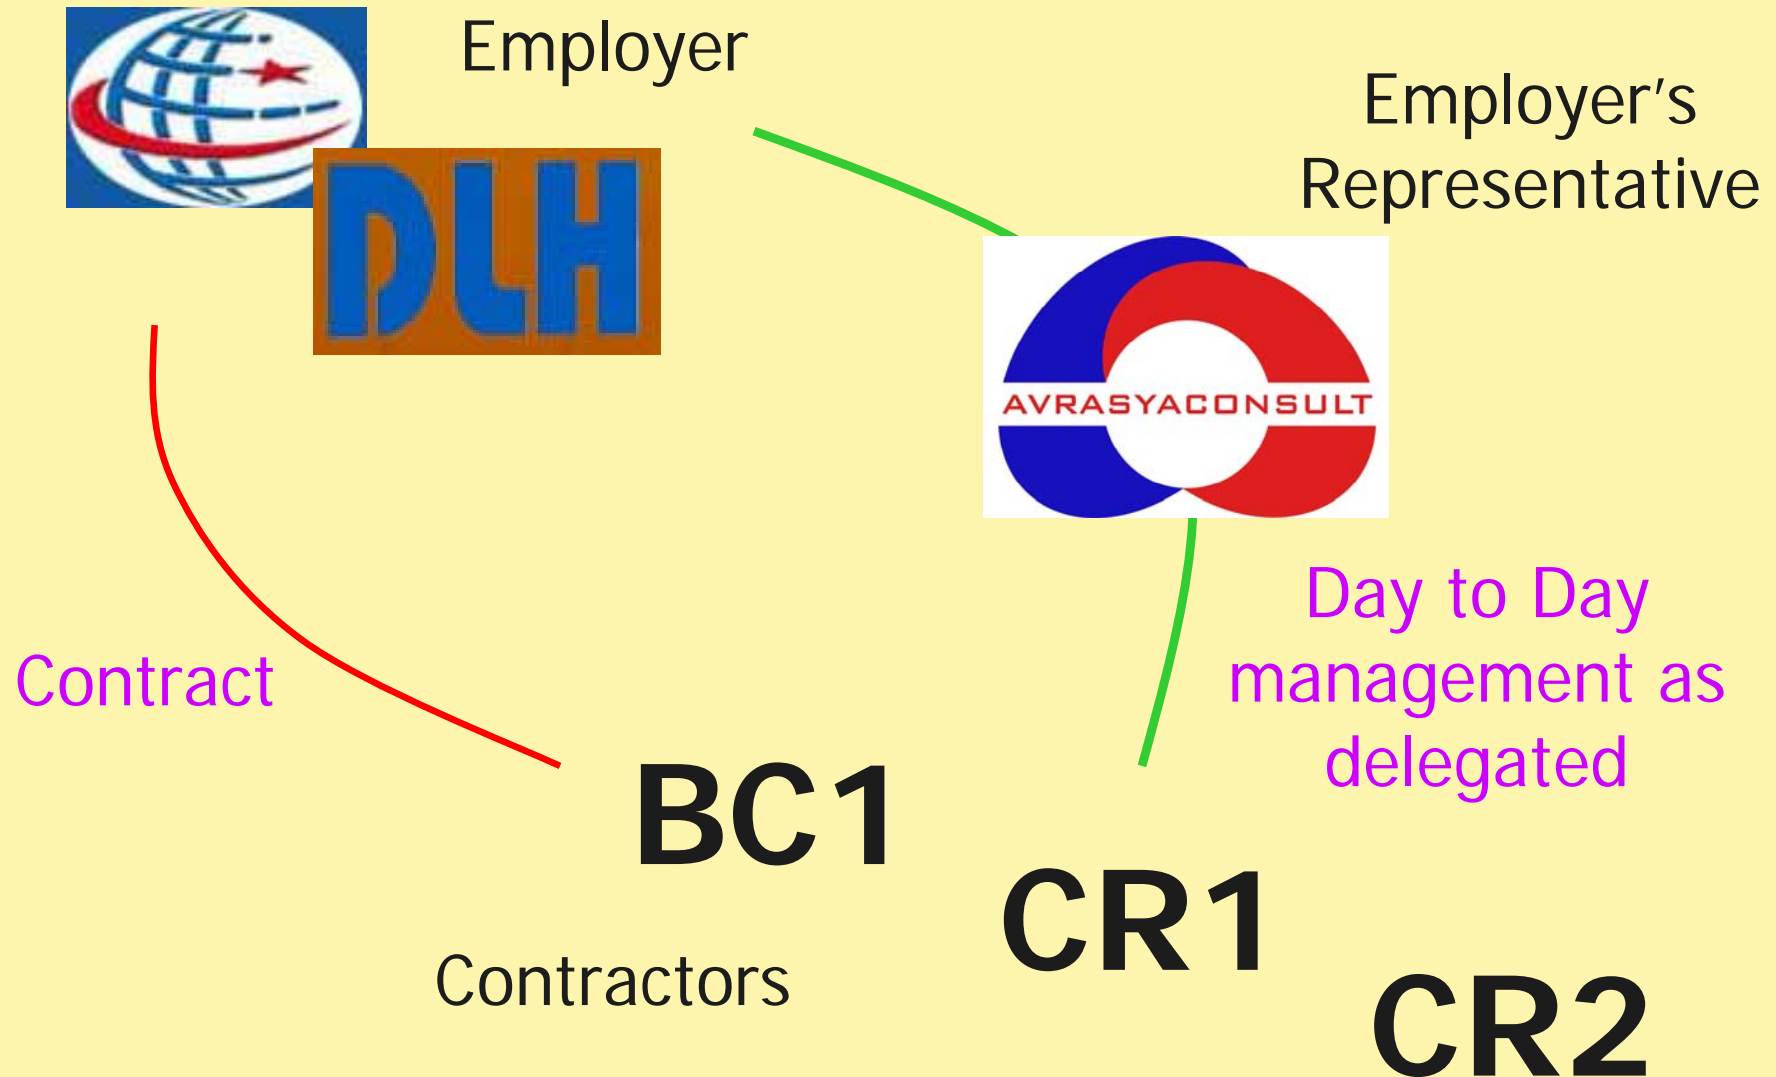 Employer
Employer's
Representative
DLH
AVRASYACONSULT
Day to Day
management as
delegated
Contract
BC1
CR1
Contractors
CR2